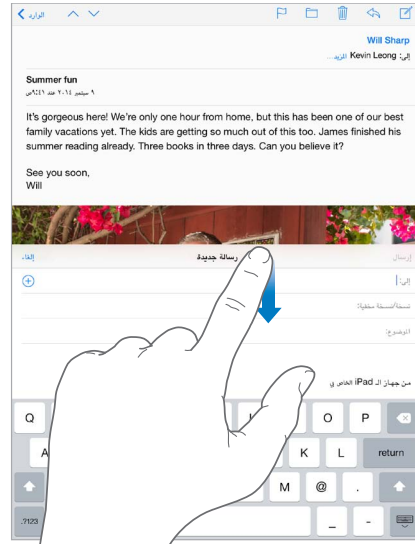 الوارد
Will Sharp
إلى: Kevin Leong المزيد...
Summer fun
٩ سبتمبر ٢٠١٤ عند ٩:٤١ص
It's gorgeous here! We're only one hour from home, but this has been one of our best
family vacations yet. The kids are getting so much out of this too. James finished his
summer reading already. Three books in three days. Can you believe it?
See you soon,
Will
إلغاء
رسالة جديدة
إرسال
إلى:
نسخة/نسخة مخفية:
الموضوع:
من جهاز الـ iPad الخاص بي
Q I O P
A K L return
M @ .
.?123 _ -